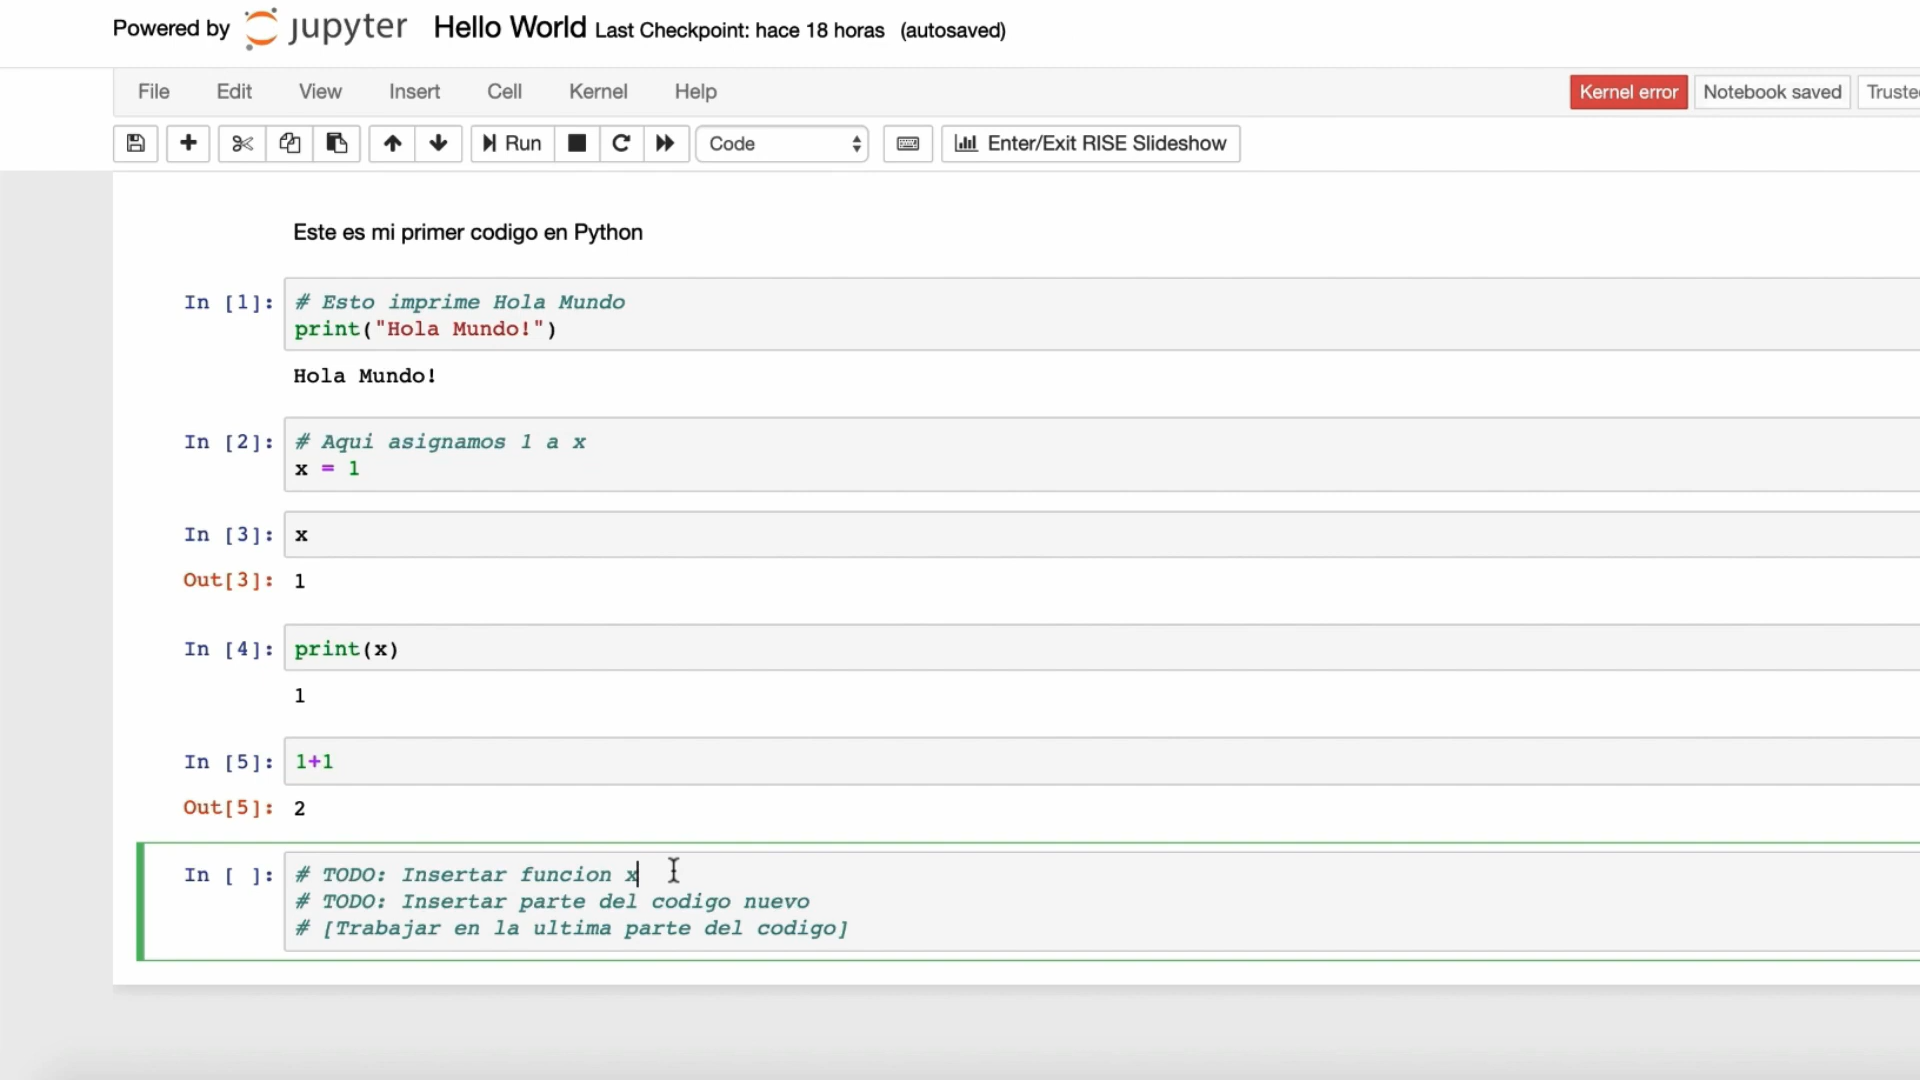 Powered by jupyter Hello World Last Checkpoint: hace 18 horas (autosaved)
File Edit View Insert Cell Kernel Help Kernel error Notebook saved Truste
Run Code Enter/Exit RISE Slideshow
Este es mi primer codigo en Python
In [1]: # Esto imprime Hola Mundo
print("Hola Mundo!")
Hola Mundo!
In [2]: # Aqui asignamos 1 a x
x = 1
In [3]: x
Out[3]: 1
In [4]: print(x)
1
In [5]: 1+1
Out[5]: 2
In [ ]: # TODO: Insertar funcion x
# TODO: Insertar parte del codigo nuevo
# [Trabajar en la ultima parte del codigo]